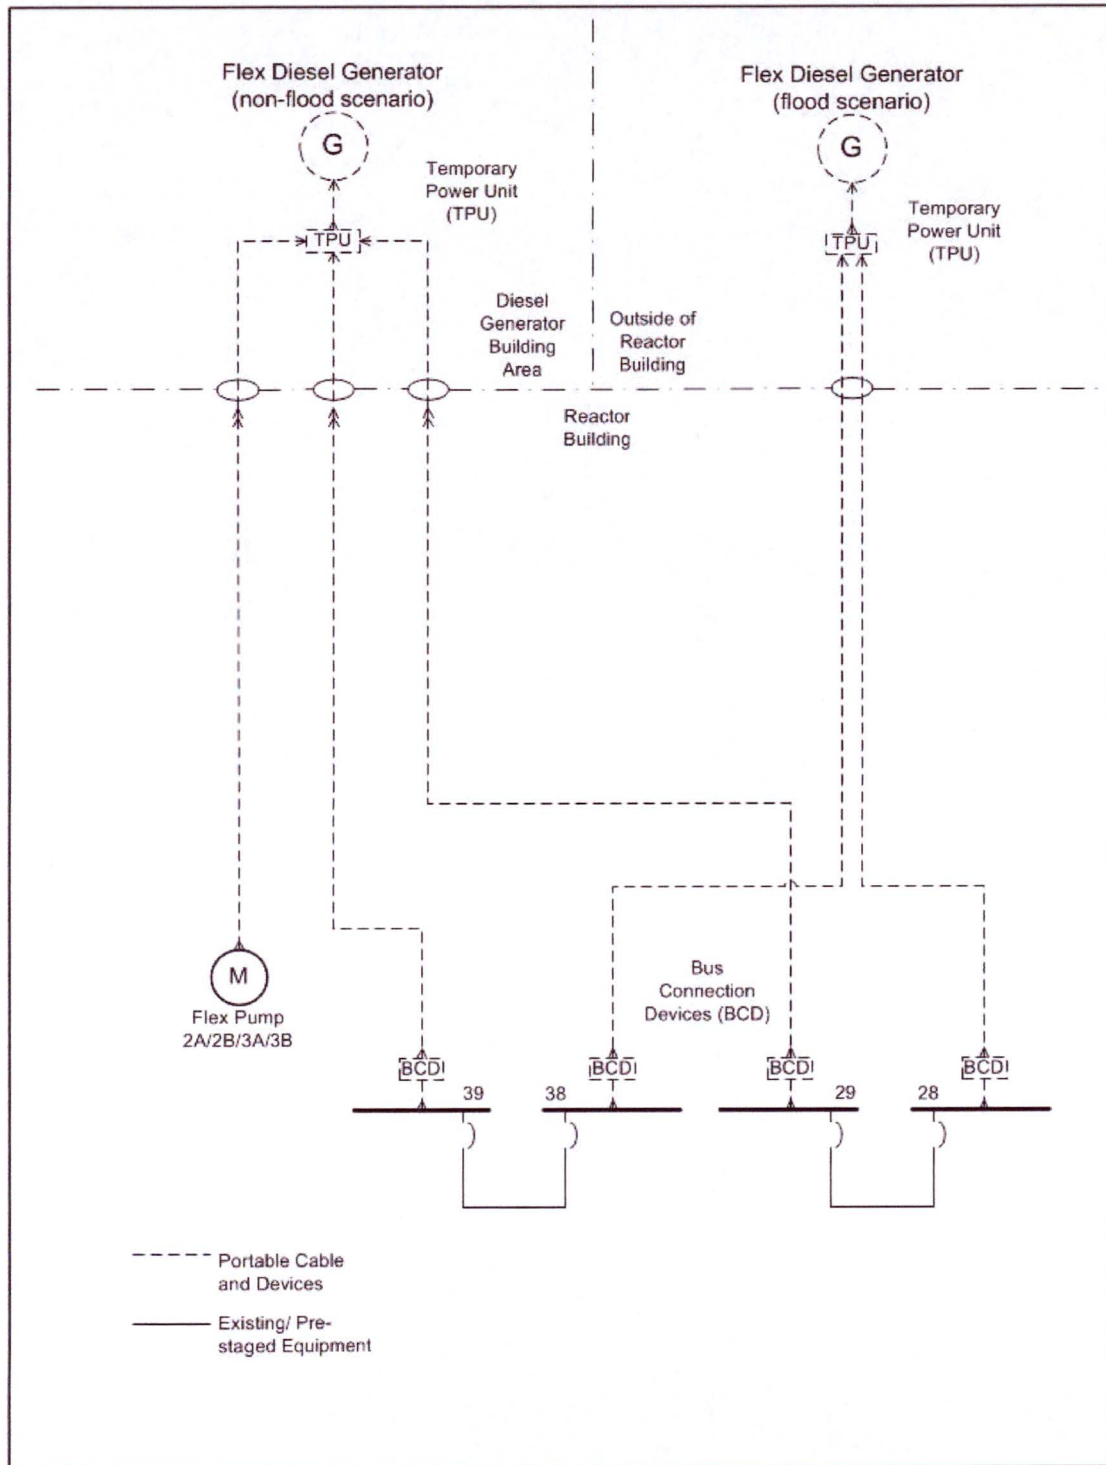 Flex Diesel Generator
(non-flood scenario)
G
Temporary
Power Unit
(TPU)
TPU
Flex Diesel Generator
(flood scenario)
G
Temporary
Power Unit
(TPU)
TPU
Diesel
Generator
Building
Area
Outside of
Reactor
Building
Reactor
Building
M
Flex Pump
2A/2B/3A/3B
Bus
Connection
Devices (BCD)
BCD
BCD
BCD
BCD
39
38
29
28
Portable Cable
and Devices
Existing/ Pre-
staged Equipment